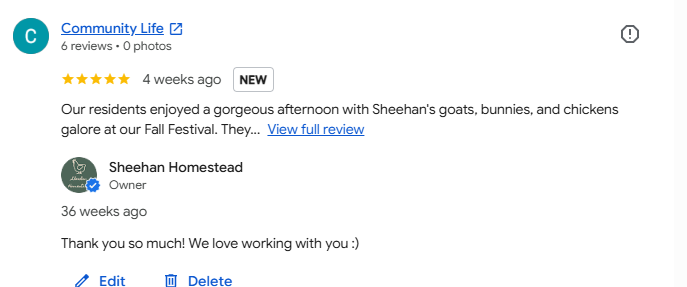 C
Community Life
6 reviews • 0 photos
★★★★★ 4 weeks ago NEW
Our residents enjoyed a gorgeous afternoon with Sheehan's goats, bunnies, and chickens
galore at our Fall Festival. They... View full review
Sheehan Homestead
Owner
36 weeks ago
Thank you so much! We love working with you :)
Edit Delete